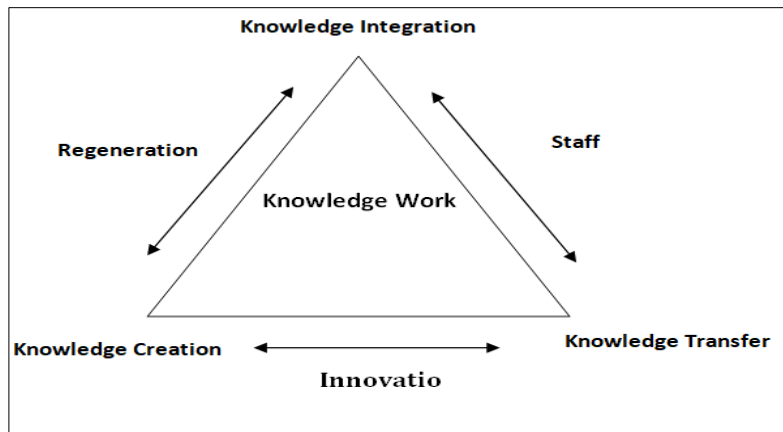 Knowledge Integration
Regeneration
Staff
Knowledge Work
Knowledge Creation
Knowledge Transfer
Innovatio